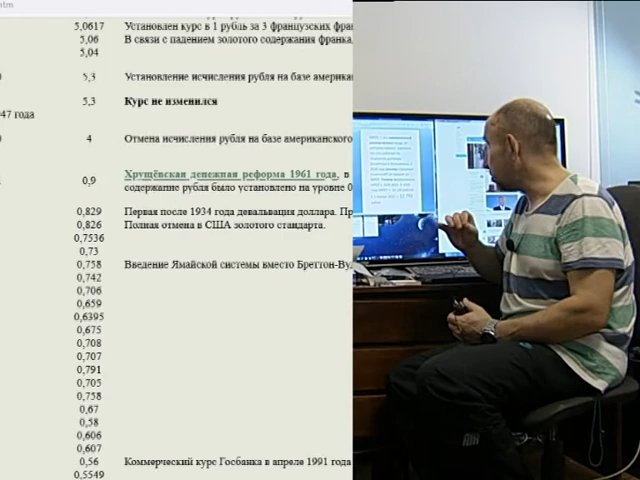 5,0617 Установлен курс в 1 рубль за 3 французских фран
5,06 В связи с падением золотого содержания франка,
5,04
5,3 Установление исчисления рубля на базе америка
5,3 Курс не изменился
47 года
4 Отмена исчисления рубля на базе американского
0,9 Хрущёвская денежная реформа 1961 года, в
содержание рубля было установлено на уровне 0
0,829 Первая после 1934 года девальвация доллара. Пр
0,826 Полная отмена в США золотого стандарта.
0,7536
0,73
0,758 Введение Ямайской системы вместо Бреттон-Ву
0,742
0,706
0,659
0,6395
0,675
0,708
0,707
0,791
0,705
0,758
0,67
0,58
0,606
0,607
0,56 Коммерческий курс Госбанка в апреле 1991 года
0,5549